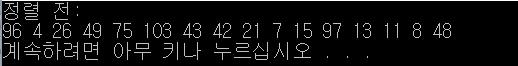 정렬 전:
96 4 26 49 75 103 43 42 21 7 15 97 13 11 8 48
계속하려면 아무 키나 누르십시오 . . .